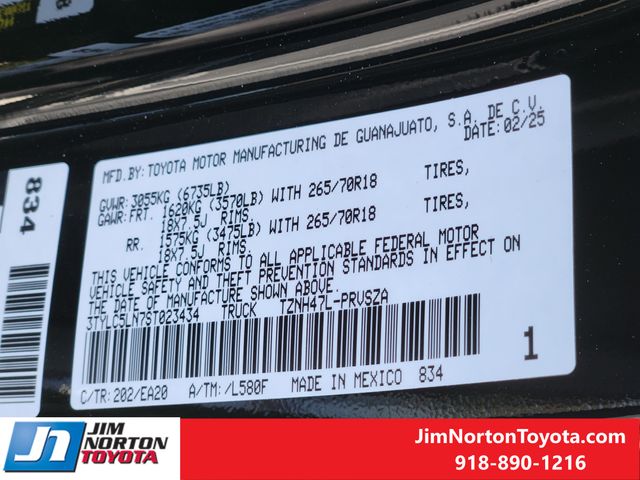 MFD.BY:TOYOTA MOTOR MANUFACTURING DE GUANAJUATO, S.A. DE C.V.
DATE: 02/25
GVWR: 3055KG (6735LB)
GAWR: FRT. 1620KG (3570LB) WITH 265/70R18 TIRES,
18X7.5J RIMS.
RR. 1575KG (3475LB) WITH 265/70R18 TIRES,
18X7.5J RIMS.
THIS VEHICLE CONFORMS TO ALL APPLICABLE FEDERAL MOTOR
VEHICLE SAFETY AND THEFT PREVENTION STANDARDS IN EFFECT ON
THE DATE OF MANUFACTURE SHOWN ABOVE.
3TYLC5LN7ST023434 TRUCK TZNH47L-PRVSZA
1
C/TR:202/EA20 A/TM:/L580F MADE IN MEXICO 834
834
JN JIM
NORTON
TOYOTA
JimNortonToyota.com
918-890-1216